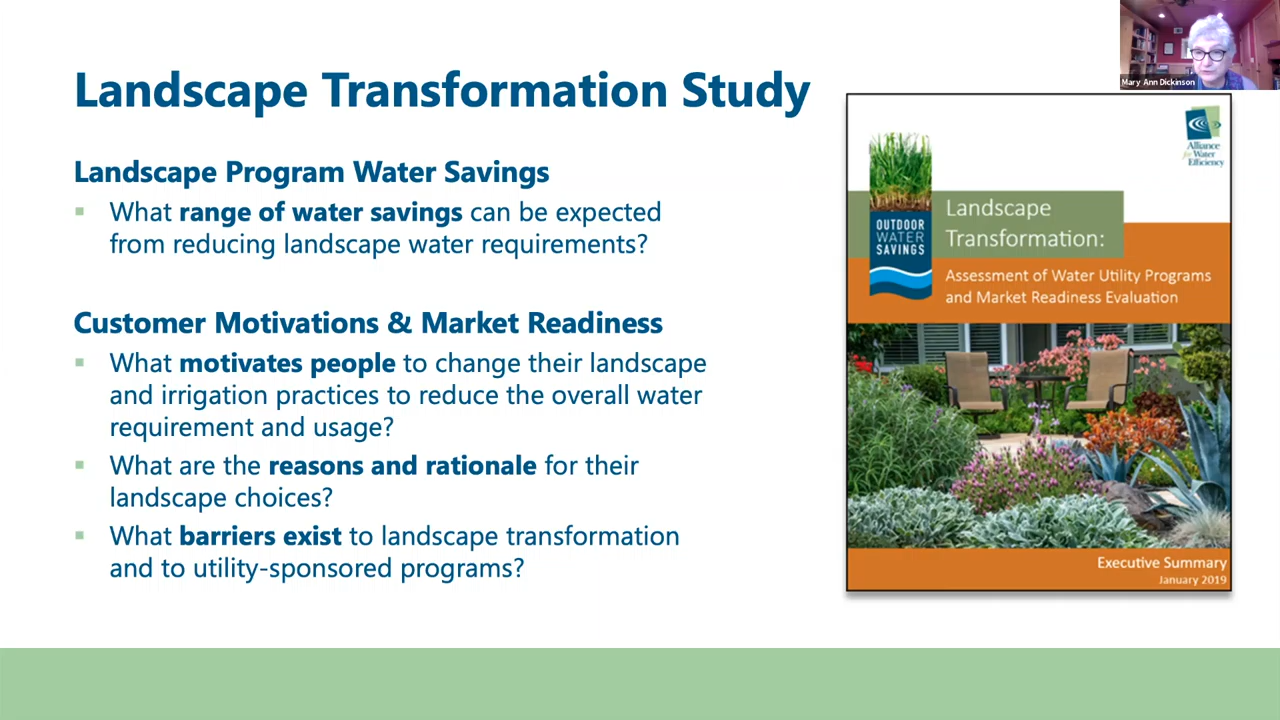 Mary Ann Dickinson
Landscape Transformation Study
Landscape Program Water Savings
What range of water savings can be expected
from reducing landscape water requirements?
Customer Motivations & Market Readiness
What motivates people to change their landscape
and irrigation practices to reduce the overall water
requirement and usage?
What are the reasons and rationale for their
landscape choices?
What barriers exist to landscape transformation
and to utility-sponsored programs?
Alliance
for Water
Efficiency
OUTDOOR
WATER
SAVINGS
Landscape
Transformation:
Assessment of Water Utility Programs
and Market Readiness Evaluation
Executive Summary
January 2019